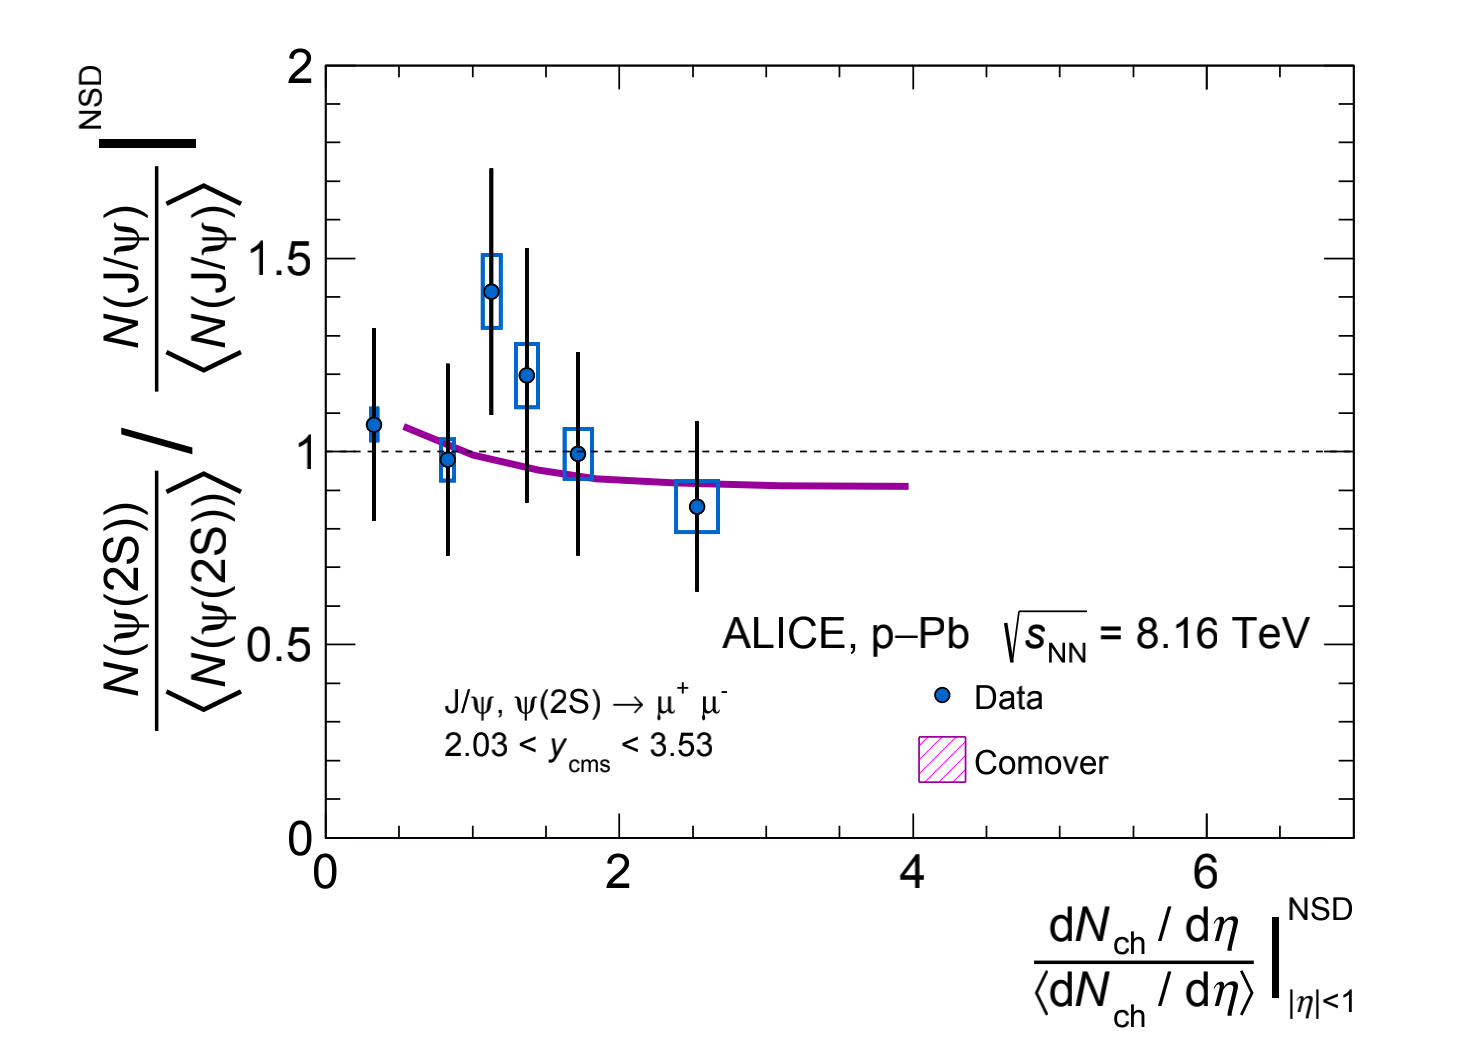 N(ψ(2S))
⟨N(ψ(2S))⟩
/
N(J/ψ)
⟨N(J/ψ)⟩
NSD
2
1.5
1
0.5
0
0 2 4 6
ALICE, p–Pb √sNN = 8.16 TeV
J/ψ, ψ(2S) → μ+ μ-
2.03 < ycms < 3.53
Data
Comover
dNch / dη
⟨dNch / dη⟩
NSD
|η|<1